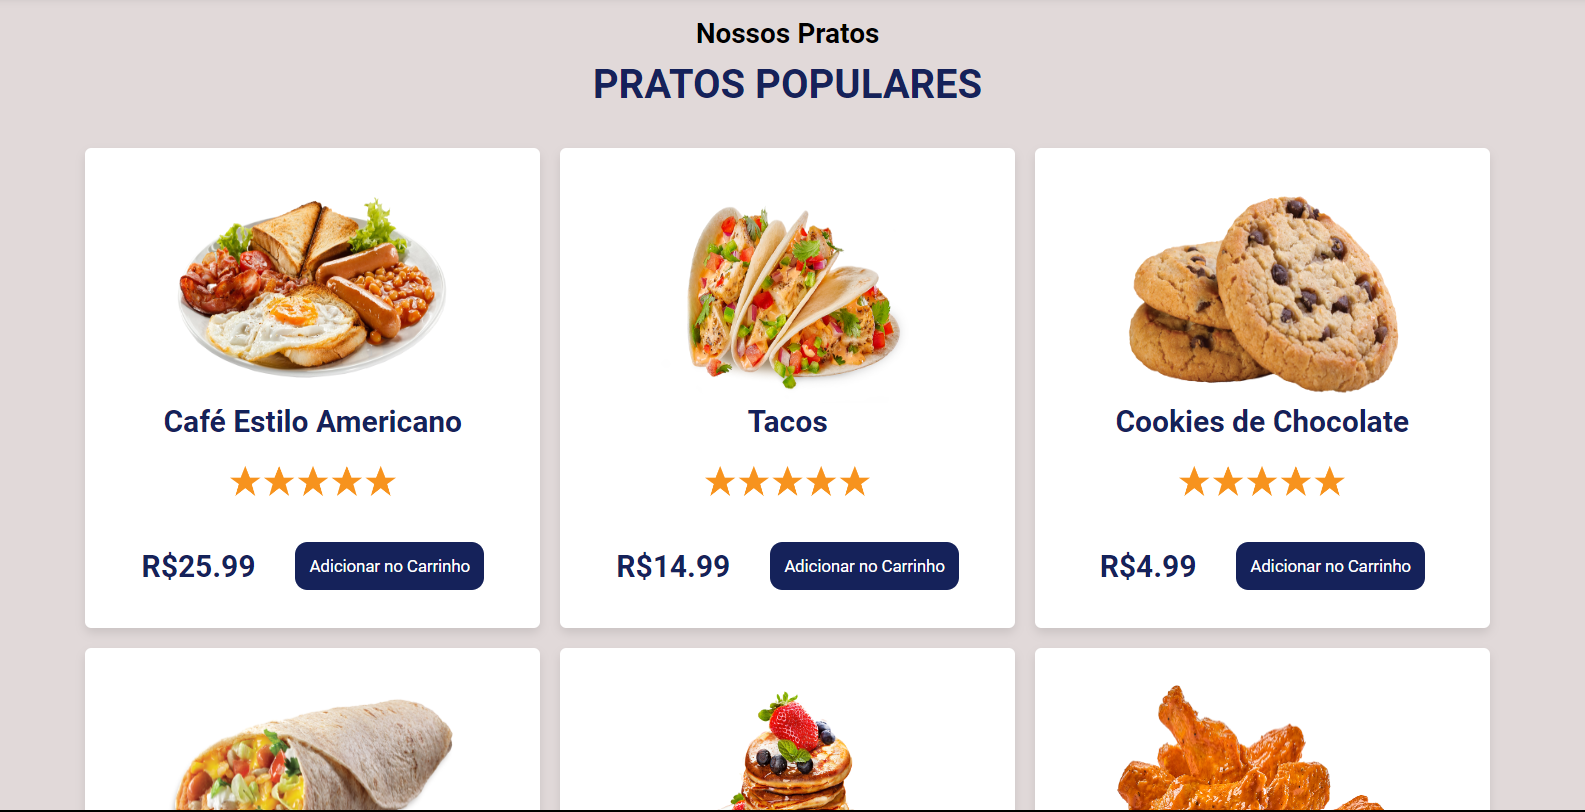 Nossos Pratos
PRATOS POPULARES
Café Estilo Americano
R$25.99
Adicionar no Carrinho
Tacos
R$14.99
Adicionar no Carrinho
Cookies de Chocolate
R$4.99
Adicionar no Carrinho